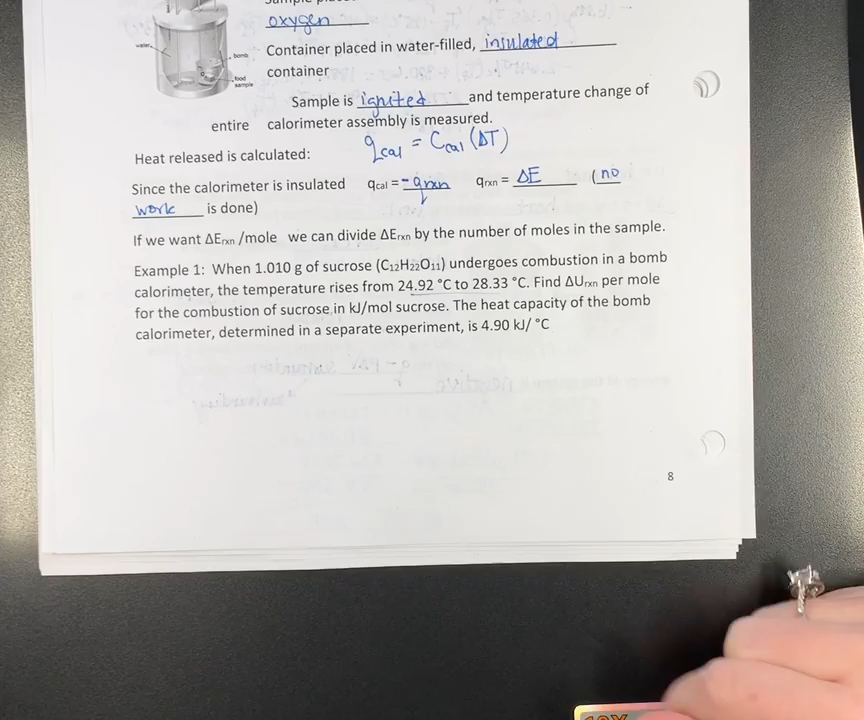 oxygen
water
bomb
food
sample
Container placed in water-filled, insulated
container
Sample is ignited and temperature change of
entire calorimeter assembly is measured.
Heat released is calculated: qcal = Ccal (ΔT)
Since the calorimeter is insulated qcal = -qrxn qrxn = ΔE (no
work is done)
If we want ΔErxn /mole we can divide ΔErxn by the number of moles in the sample.
Example 1: When 1.010 g of sucrose (C12H22O11) undergoes combustion in a bomb
calorimeter, the temperature rises from 24.92 °C to 28.33 °C. Find ΔUrxn per mole
for the combustion of sucrose in kJ/mol sucrose. The heat capacity of the bomb
calorimeter, determined in a separate experiment, is 4.90 kJ/ °C
8